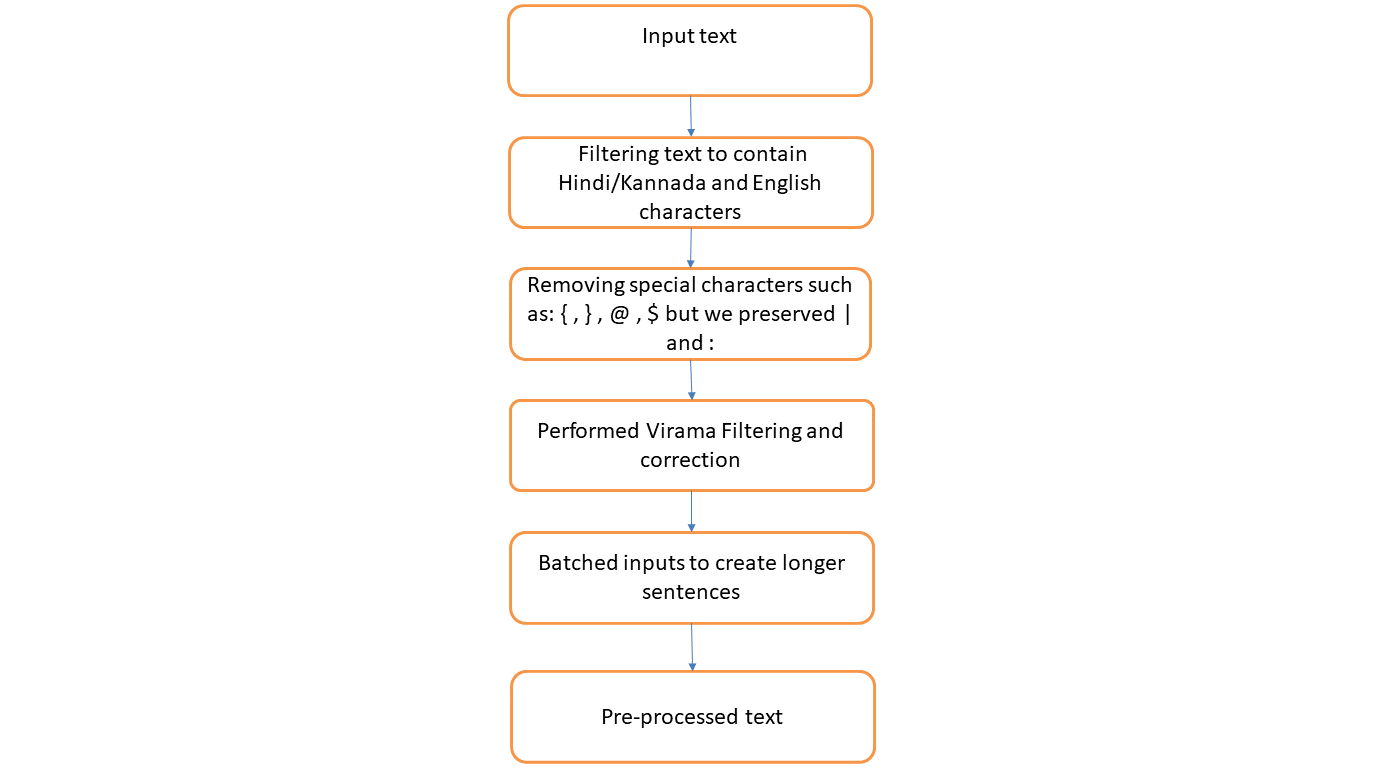 Input text
Filtering text to contain
Hindi/Kannada and English
characters
Removing special characters such
as: { , } , @ , $ but we preserved |
and :
Performed Virama Filtering and
correction
Batched inputs to create longer
sentences
Pre-processed text